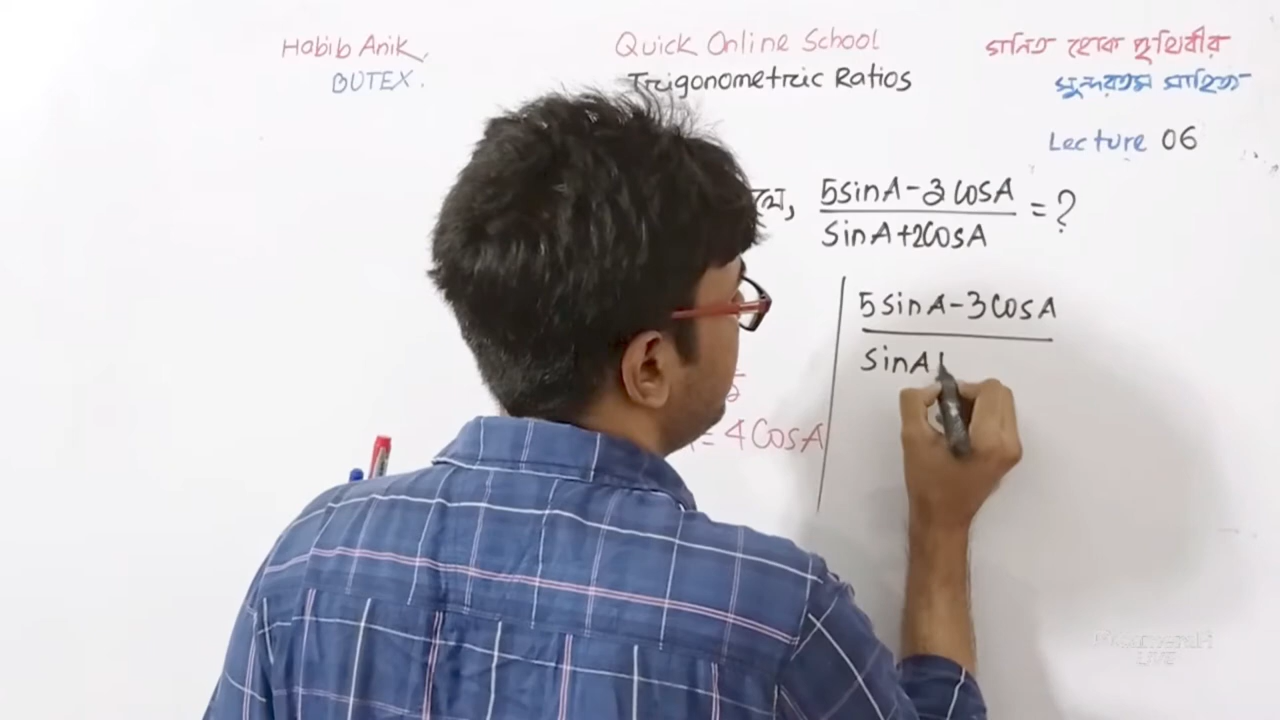 Habib Anik,
BUTEX.
Quick Online School
Trigonometric Ratios
গনিত হোক পৃথিবীর
সুন্দরতম সাহিত্য
Lecture 06
5sinA-3cosA
sinA+2cosA
= ?
5sinA-3cosA
sinA
= 4CosA